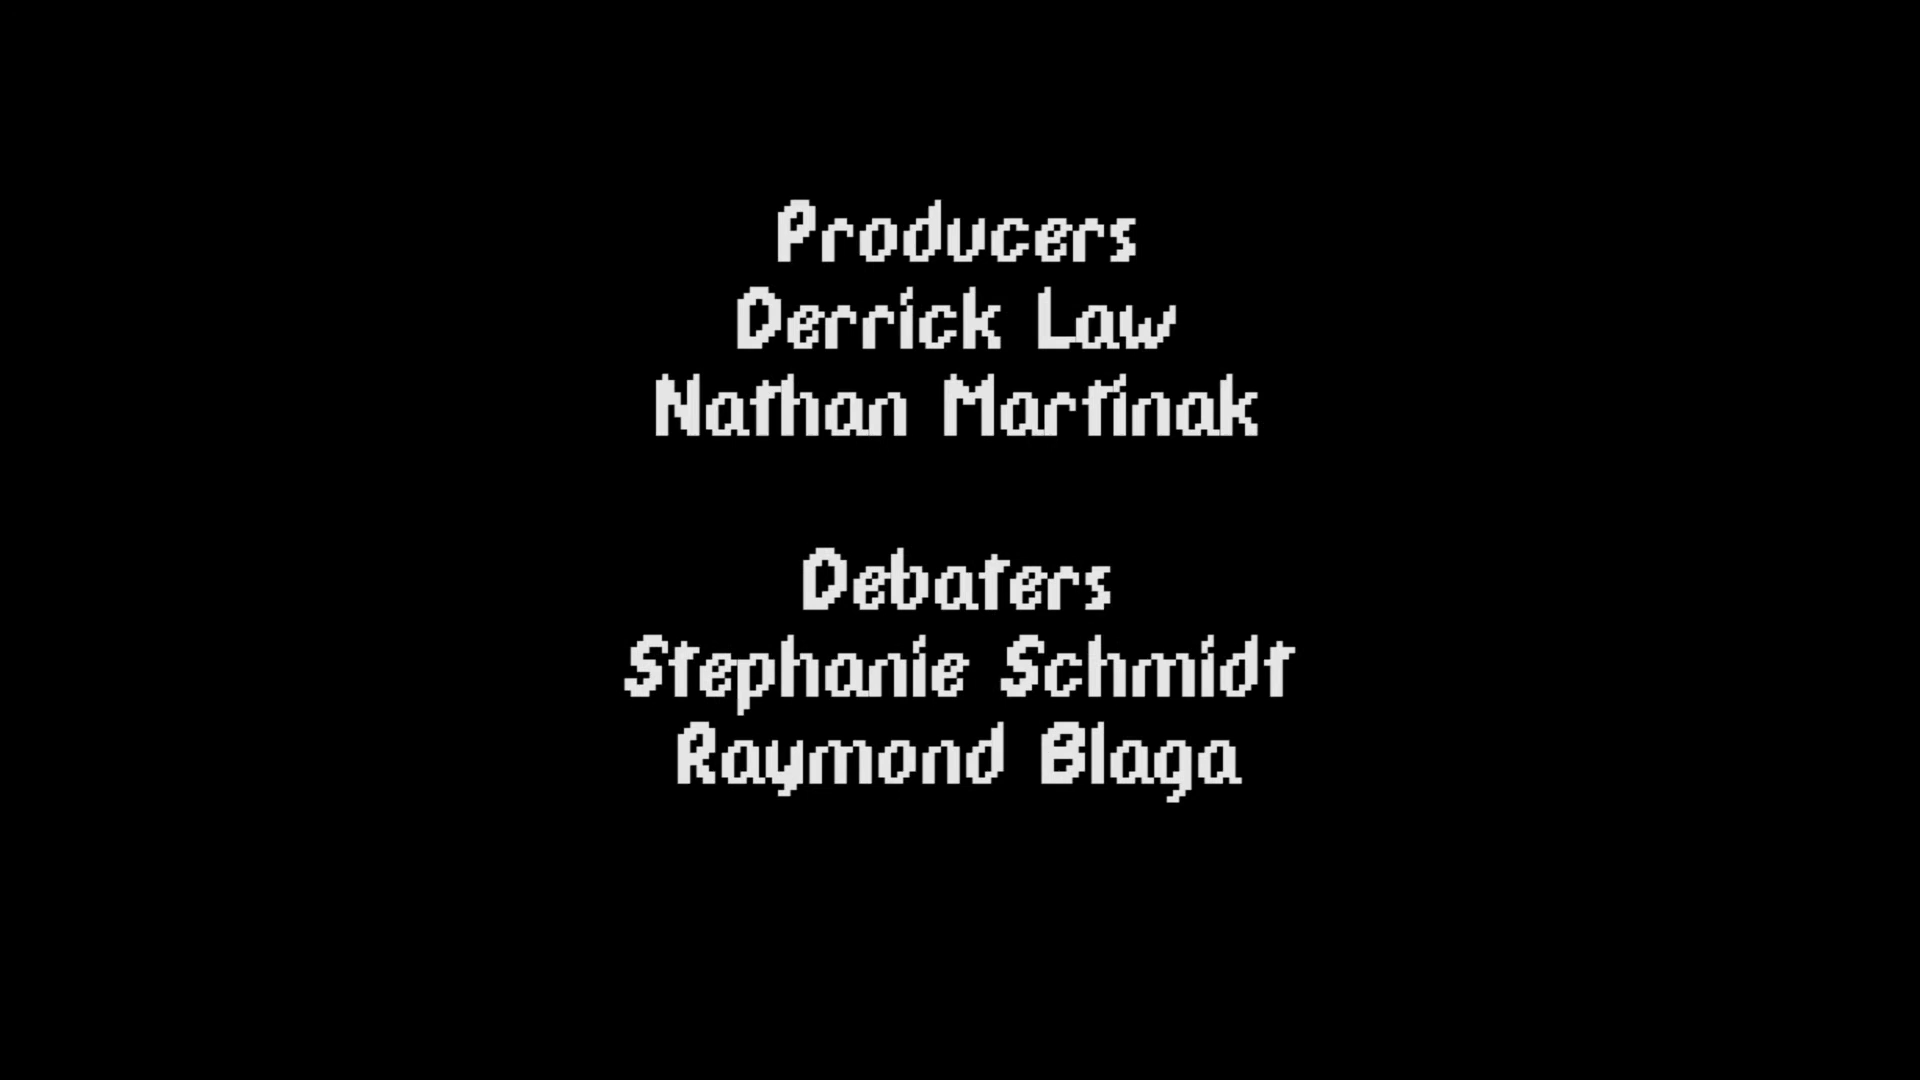 Producers
Derrick Law
Nathan Martinak
Debaters
Stephanie Schmidt
Raymond Blaga